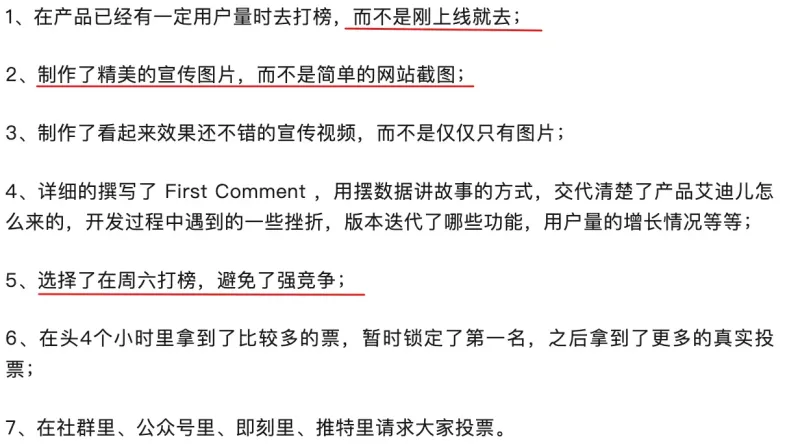 1、在产品已经有一定用户量时去打榜，而不是刚上线就去；
2、制作了精美的宣传图片，而不是简单的网站截图；
3、制作了看起来效果还不错的宣传视频，而不是仅仅只有图片；
4、详细的撰写了 First Comment ，用摆数据讲故事的方式，交代清楚了产品艾迪儿怎
么来的，开发过程中遇到的一些挫折，版本迭代了哪些功能，用户量的增长情况等等；
5、选择了在周六打榜，避免了强竞争；
6、在头4个小时里拿到了比较多的票，暂时锁定了第一名，之后拿到了更多的真实投
票；
7、在社群里、公众号里、即刻里、推特里请求大家投票。